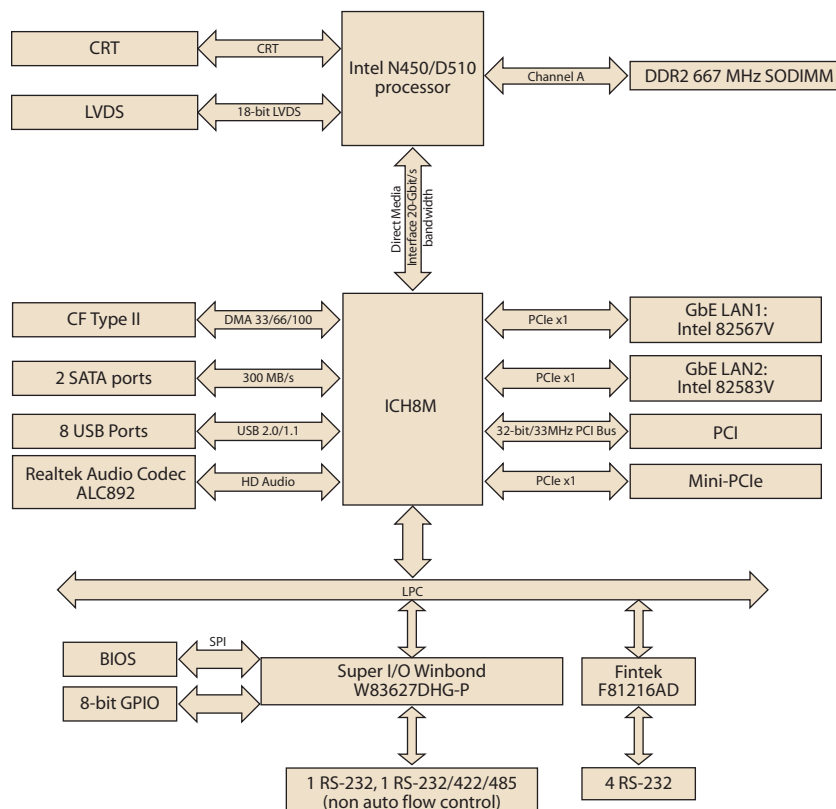 CRT
CRT
Intel N450/D510
processor
Channel A
DDR2 667 MHz SODIMM
LVDS
18-bit LVDS
Direct Media
Interface 20-Gbit/s
bandwidth
CF Type II
DMA 33/66/100
ICH8M
PCIe x1
GbE LAN1:
Intel 82567V
2 SATA ports
300 MB/s
PCIe x1
GbE LAN2:
Intel 82583V
8 USB Ports
USB 2.0/1.1
32-bit/33MHz PCI Bus
PCI
Realtek Audio Codec
ALC892
HD Audio
PCIe x1
Mini-PCIe
LPC
BIOS
SPI
Super I/O Winbond
W83627DHG-P
Fintek
F81216AD
8-bit GPIO
1 RS-232, 1 RS-232/422/485
(non auto flow control)
4 RS-232